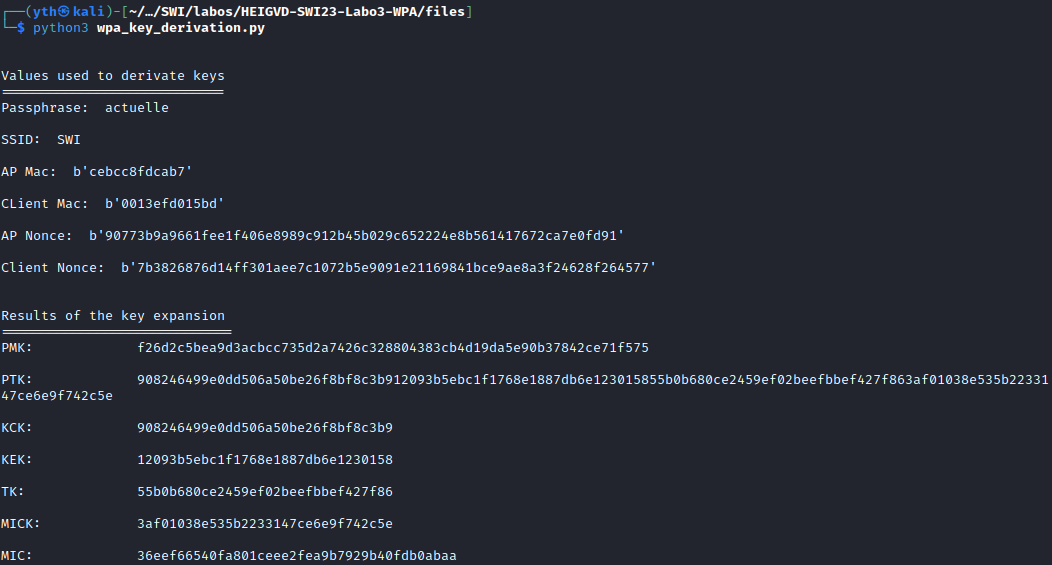 ┌──(yth㉿kali)-[~/…/SWI/labos/HEIGVD-SWI23-Labo3-WPA/files]
└─$ python3 wpa_key_derivation.py
Values used to derivate keys
============================
Passphrase:  actuelle
SSID:  SWI
AP Mac:  b'cebcc8fdcab7'
CLient Mac:  b'0013efd015bd'
AP Nonce:  b'90773b9a9661fee1f406e8989c912b45b029c652224e8b561417672ca7e0fd91'
Client Nonce:  b'7b3826876d14ff301aee7c1072b5e9091e21169841bce9ae8a3f24628f264577'
Results of the key expansion
=============================
PMK:             f26d2c5bea9d3acbcc735d2a7426c328804383cb4d19da5e90b37842ce71f575
PTK:             908246499e0dd506a50be26f8bf8c3b912093b5ebc1f1768e1887db6e123015855b0b680ce2459ef02beefbbef427f863af01038e535b22331
47ce6e9f742c5e
KCK:             908246499e0dd506a50be26f8bf8c3b9
KEK:             12093b5ebc1f1768e1887db6e1230158
TK:              55b0b680ce2459ef02beefbbef427f86
MICK:            3af01038e535b2233147ce6e9f742c5e
MIC:             36eef66540fa801ceee2fea9b7929b40fdb0abaa